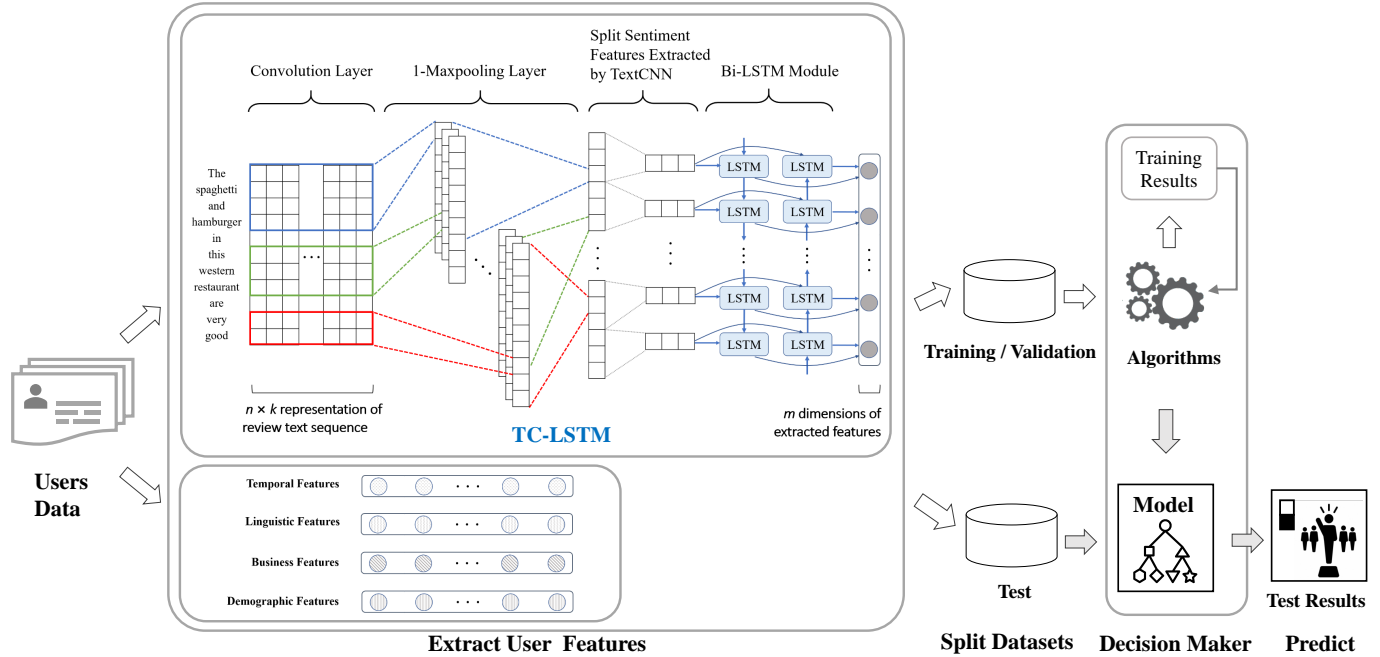 Convolution Layer
1-Maxpooling Layer
Split Sentiment
Features Extracted
by TextCNN
Bi-LSTM Module
The
spaghetti
and
hamburger
in
this
western
restaurant
are
very
good
LSTM
LSTM
LSTM
LSTM
LSTM
LSTM
LSTM
LSTM
n × k representation of
review text sequence
TC-LSTM
m dimensions of
extracted features
Users
Data
Temporal Features
Linguistic Features
Business Features
Demographic Features
Extract User Features
Training / Validation
Test
Split Datasets
Training
Results
Algorithms
Model
Decision Maker
Test Results
Predict